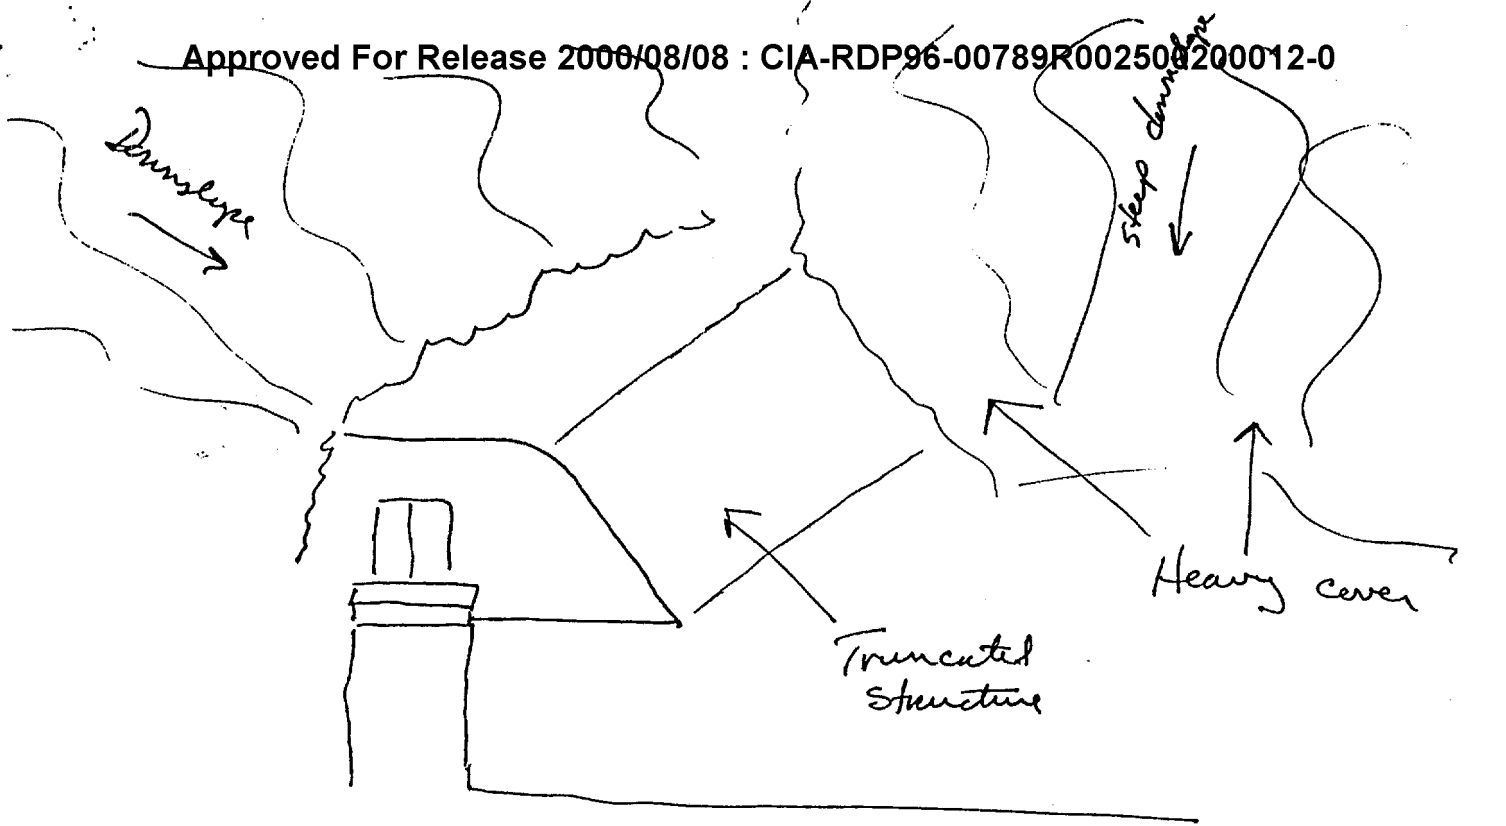 Approved For Release 2000/08/08 : CIA-RDP96-00789R002500200012-0
Downslope
steep downslope
Heavy cover
Truncated
Structure